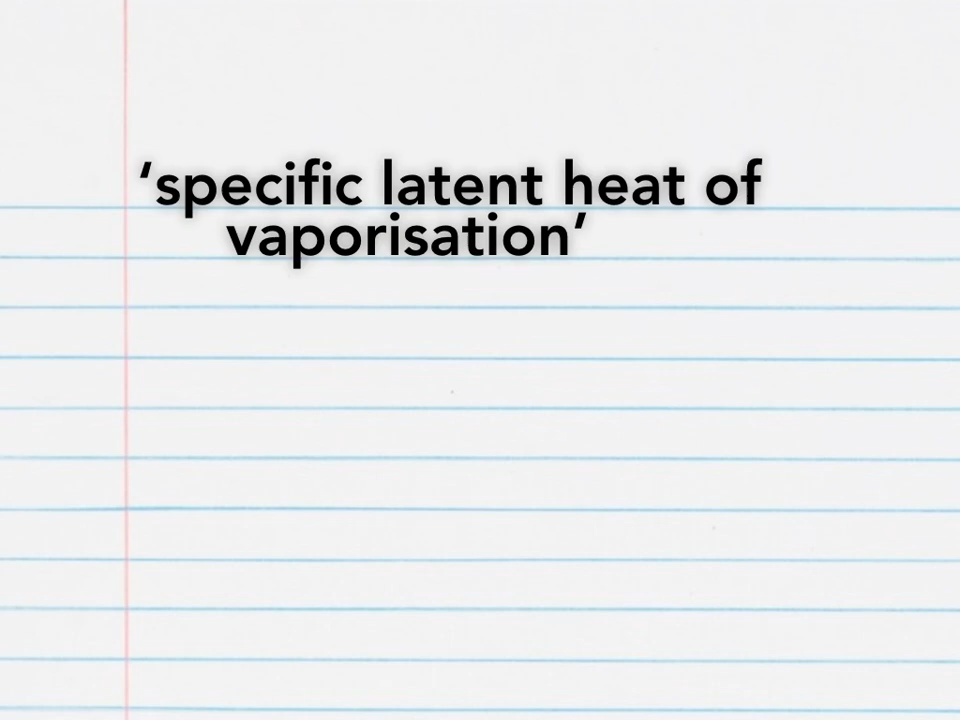 ‘specific latent heat of
vaporisation’